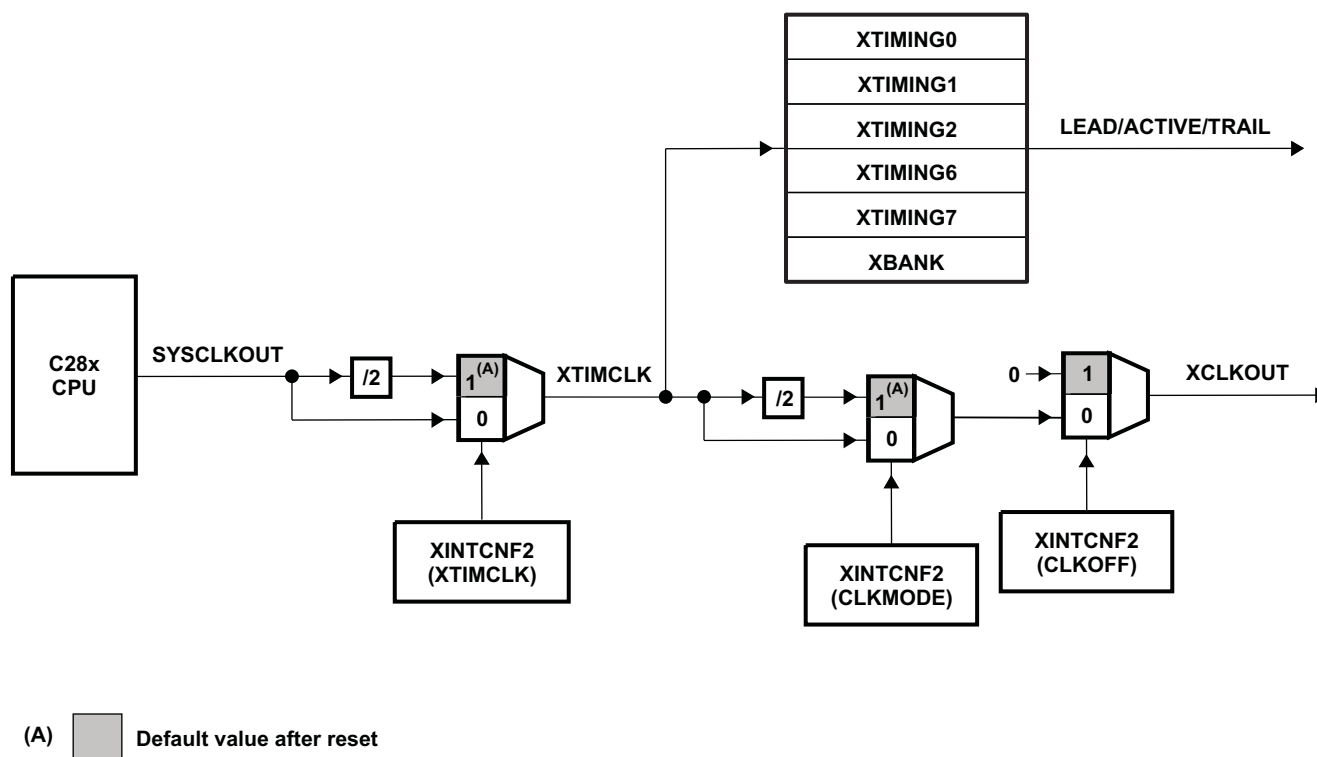 XTIMING0
XTIMING1
XTIMING2
LEAD/ACTIVE/TRAIL
XTIMING6
XTIMING7
XBANK
C28x
CPU
SYSCLKOUT
/2
1(A)
0
XTIMCLK
/2
1(A)
0
0
1
0
XCLKOUT
XINTCNF2
(XTIMCLK)
XINTCNF2
(CLKMODE)
XINTCNF2
(CLKOFF)
(A) Default value after reset